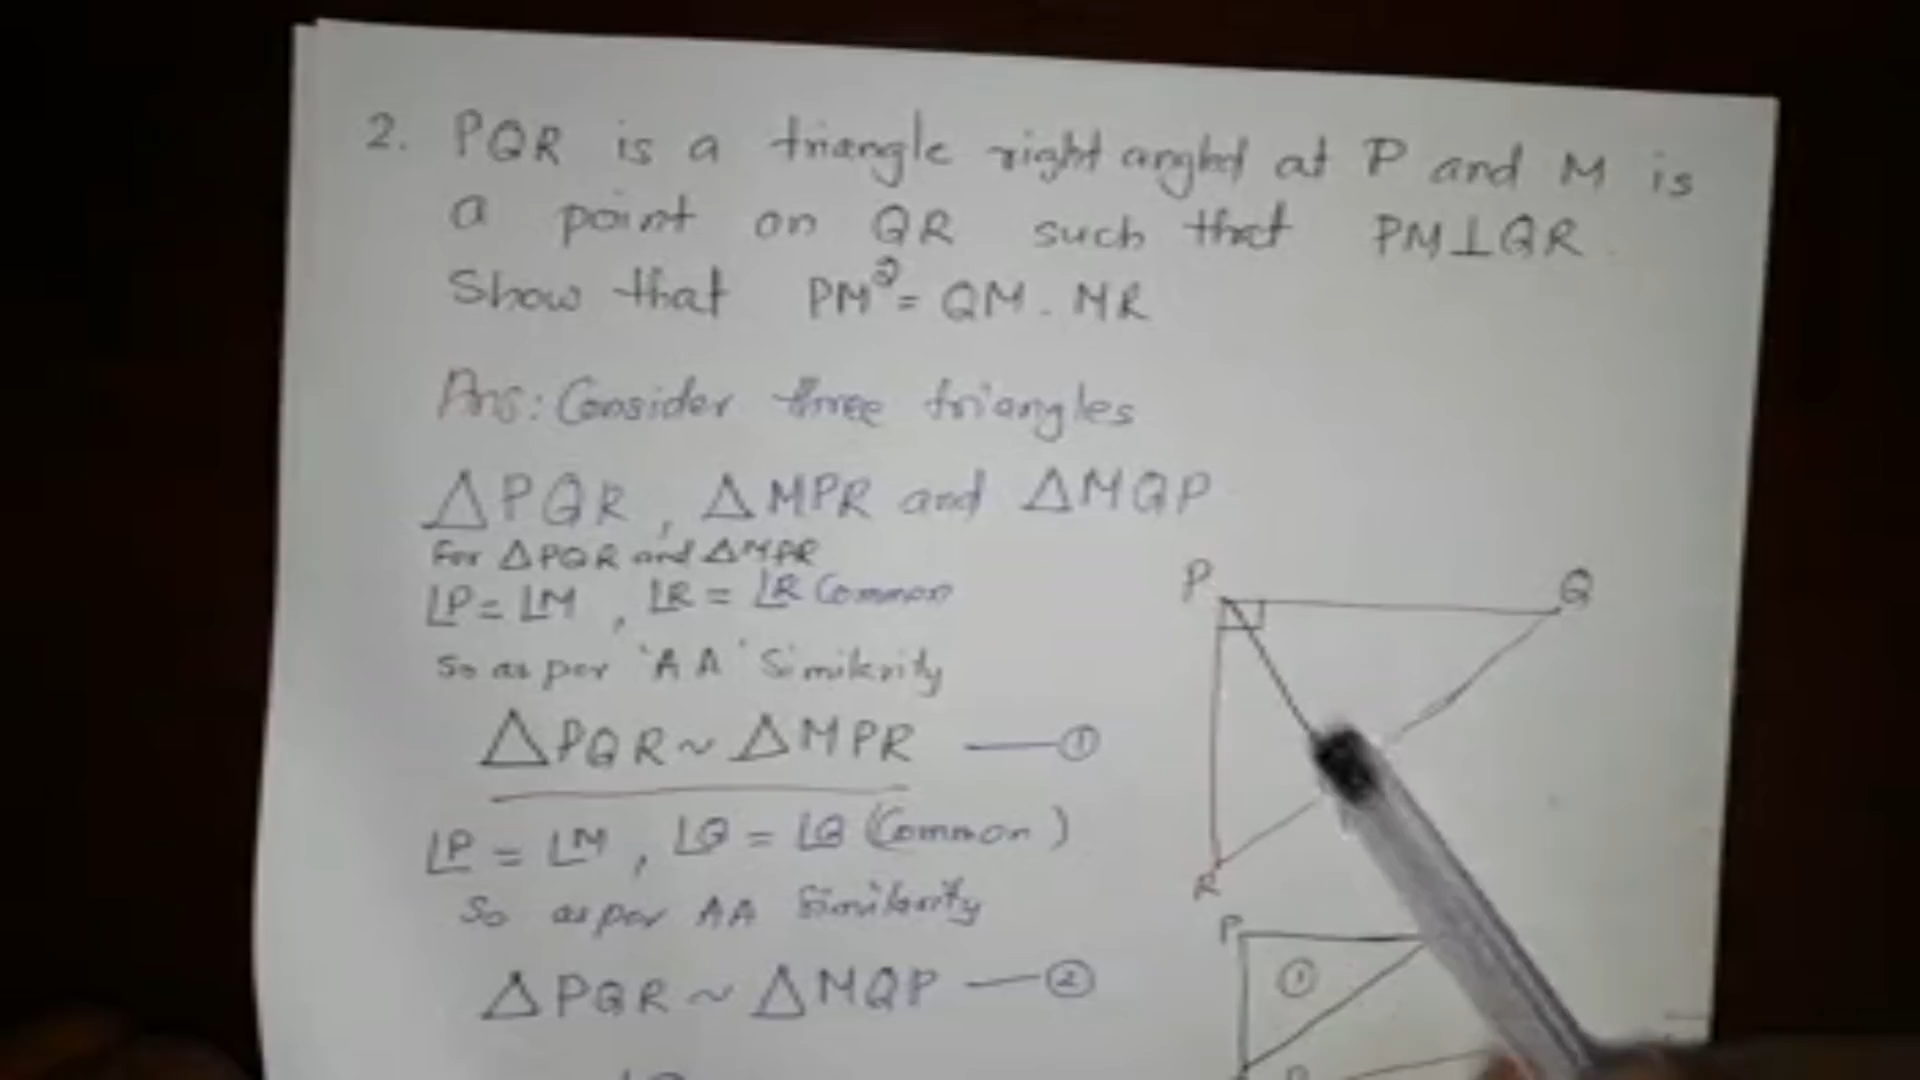 2. PQR is a triangle right angled at P and M is
a point on QR such that PM⊥QR.
Show that PM² = QM . MR
Ans: Consider three triangles
△PQR, △MPR and △MQP
For △PQR and △MPR
∠P = ∠M , ∠R = ∠R Common
So as per 'AA' Similarity
△PQR ~ △MPR — ①
∠P = ∠M , ∠Q = ∠Q (Common)
So as per AA Similarity
△PQR ~ △MQP — ②
P Q
R
P
①